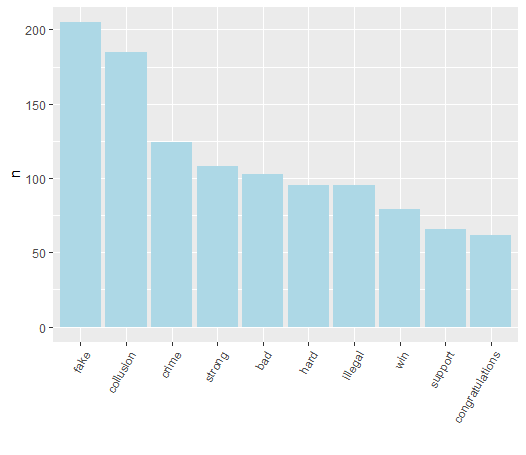 200
150
100
50
0
n
fake
collusion
crime
strong
bad
hard
illegal
win
support
congratulations